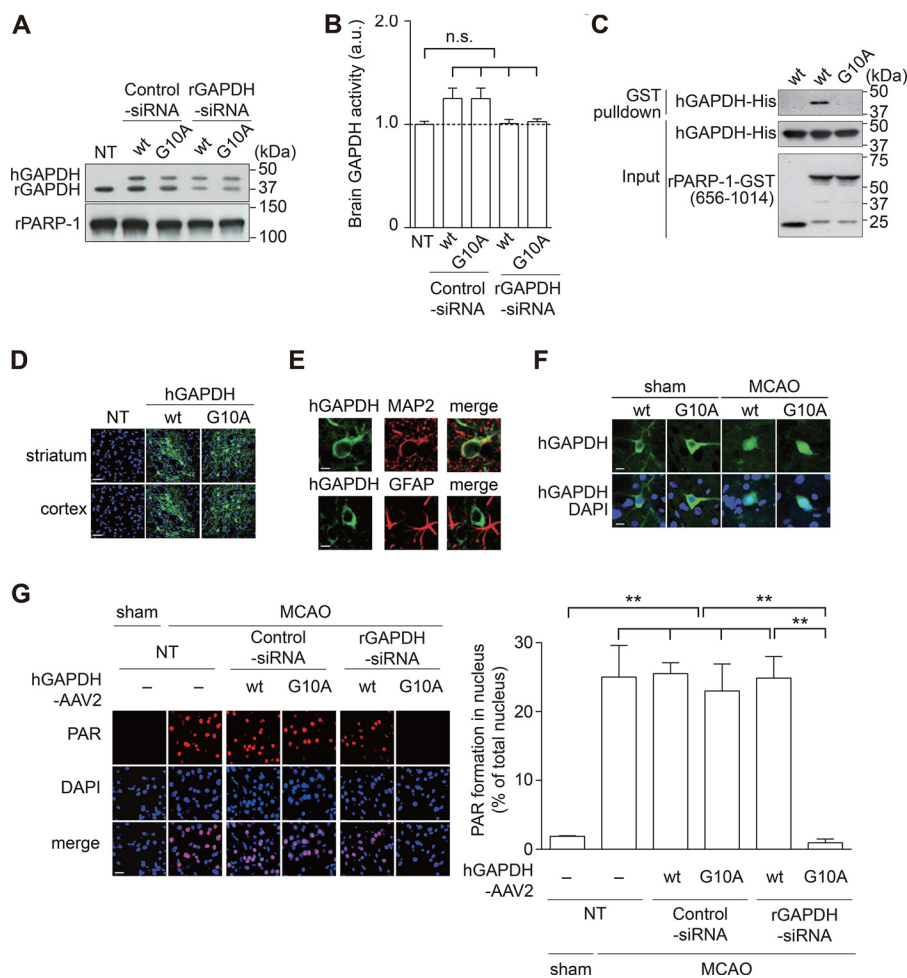 A
Control
-siRNA
rGAPDH
-siRNA
NT
wt
G10A
wt
G10A
(kDa)
hGAPDH
rGAPDH
rPARP-1
50
37
150
100
B
Brain GAPDH activity (a.u.)
2.0
1.0
0
n.s.
NT
wt
G10A
wt
G10A
Control
-siRNA
rGAPDH
-siRNA
C
wt
wt
G10A
(kDa)
GST
pulldown
hGAPDH-His
hGAPDH-His
Input
rPARP-1-GST
(656-1014)
50
37
50
37
75
50
37
25
D
hGAPDH
NT
wt
G10A
striatum
cortex
E
hGAPDH
MAP2
merge
hGAPDH
GFAP
merge
F
sham
MCAO
wt
G10A
wt
G10A
hGAPDH
hGAPDH
DAPI
G
sham
MCAO
NT
Control
-siRNA
rGAPDH
-siRNA
hGAPDH
-AAV2
–
–
wt
G10A
wt
G10A
PAR
DAPI
merge
PAR formation in nucleus
(% of total nucleus)
30
20
10
0
**
**
**
hGAPDH
-AAV2
–
–
wt
G10A
wt
G10A
NT
Control
-siRNA
rGAPDH
-siRNA
sham
MCAO